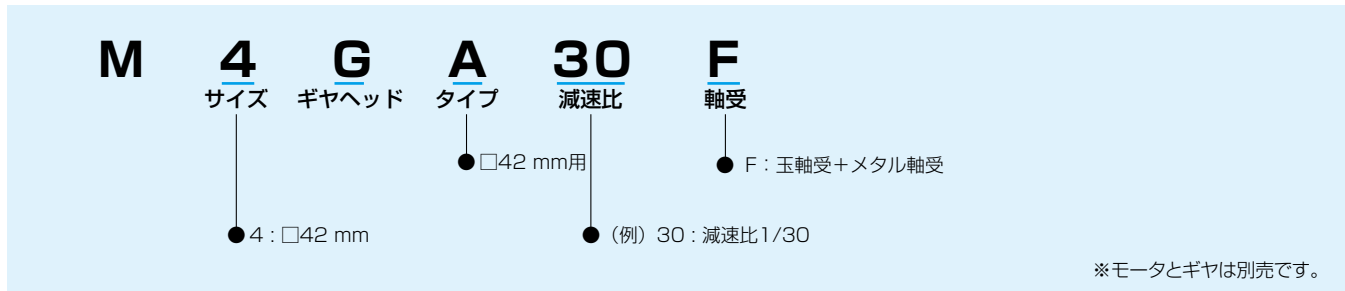 M 4 G A 30 F
サイズ ギヤヘッド タイプ 減速比 軸受
●□42 mm用 ● F：玉軸受＋メタル軸受
●4：□42 mm ●（例）30：減速比1/30
※モータとギヤは別売です。